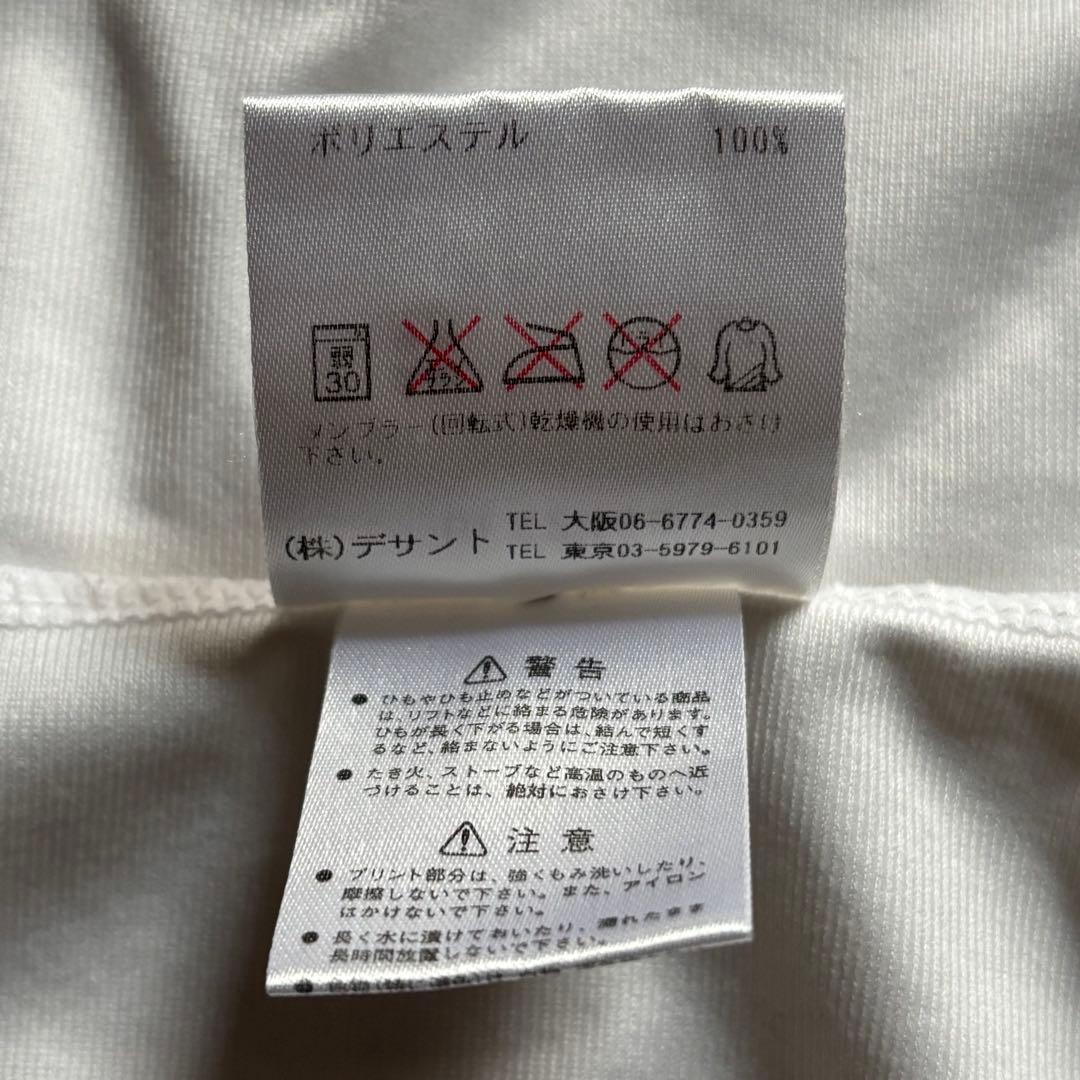 ポリエステル 100%
弱 30 エンソ サラシ
タンブラー(回転式)乾燥機の使用はおさけ
下さい。
(株)デサント TEL 大阪06-6774-0359
TEL 東京03-5979-6101
警告
● ひもやひも止めなどがついている商品
は、リフトなどに絡まる危険があります。
ひもが長く下がる場合は、結んで短くす
るなど、絡まないようにご注意下さい。
● たき火、ストーブなど高温のものへ近
づけることは、絶対におさけ下さい。
注意
● プリント部分は、強くもみ洗いしたり、
摩擦しないで下さい。また、アイロン
はかけないで下さい。
● 長く水に漬けておいたり、濡れたまま
長時間放置しないで下さい。